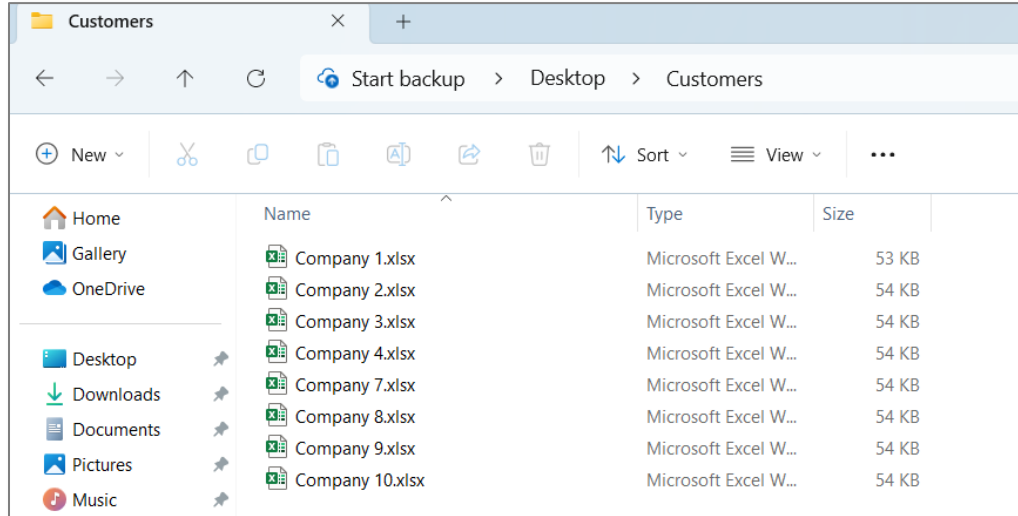 Customers
Start backup > Desktop > Customers
New Sort View ...
Name Type Size
Home
Gallery
OneDrive
Desktop
Downloads
Documents
Pictures
Music
Company 1.xlsx Microsoft Excel W... 53 KB
Company 2.xlsx Microsoft Excel W... 54 KB
Company 3.xlsx Microsoft Excel W... 54 KB
Company 4.xlsx Microsoft Excel W... 54 KB
Company 7.xlsx Microsoft Excel W... 54 KB
Company 8.xlsx Microsoft Excel W... 54 KB
Company 9.xlsx Microsoft Excel W... 54 KB
Company 10.xlsx Microsoft Excel W... 54 KB